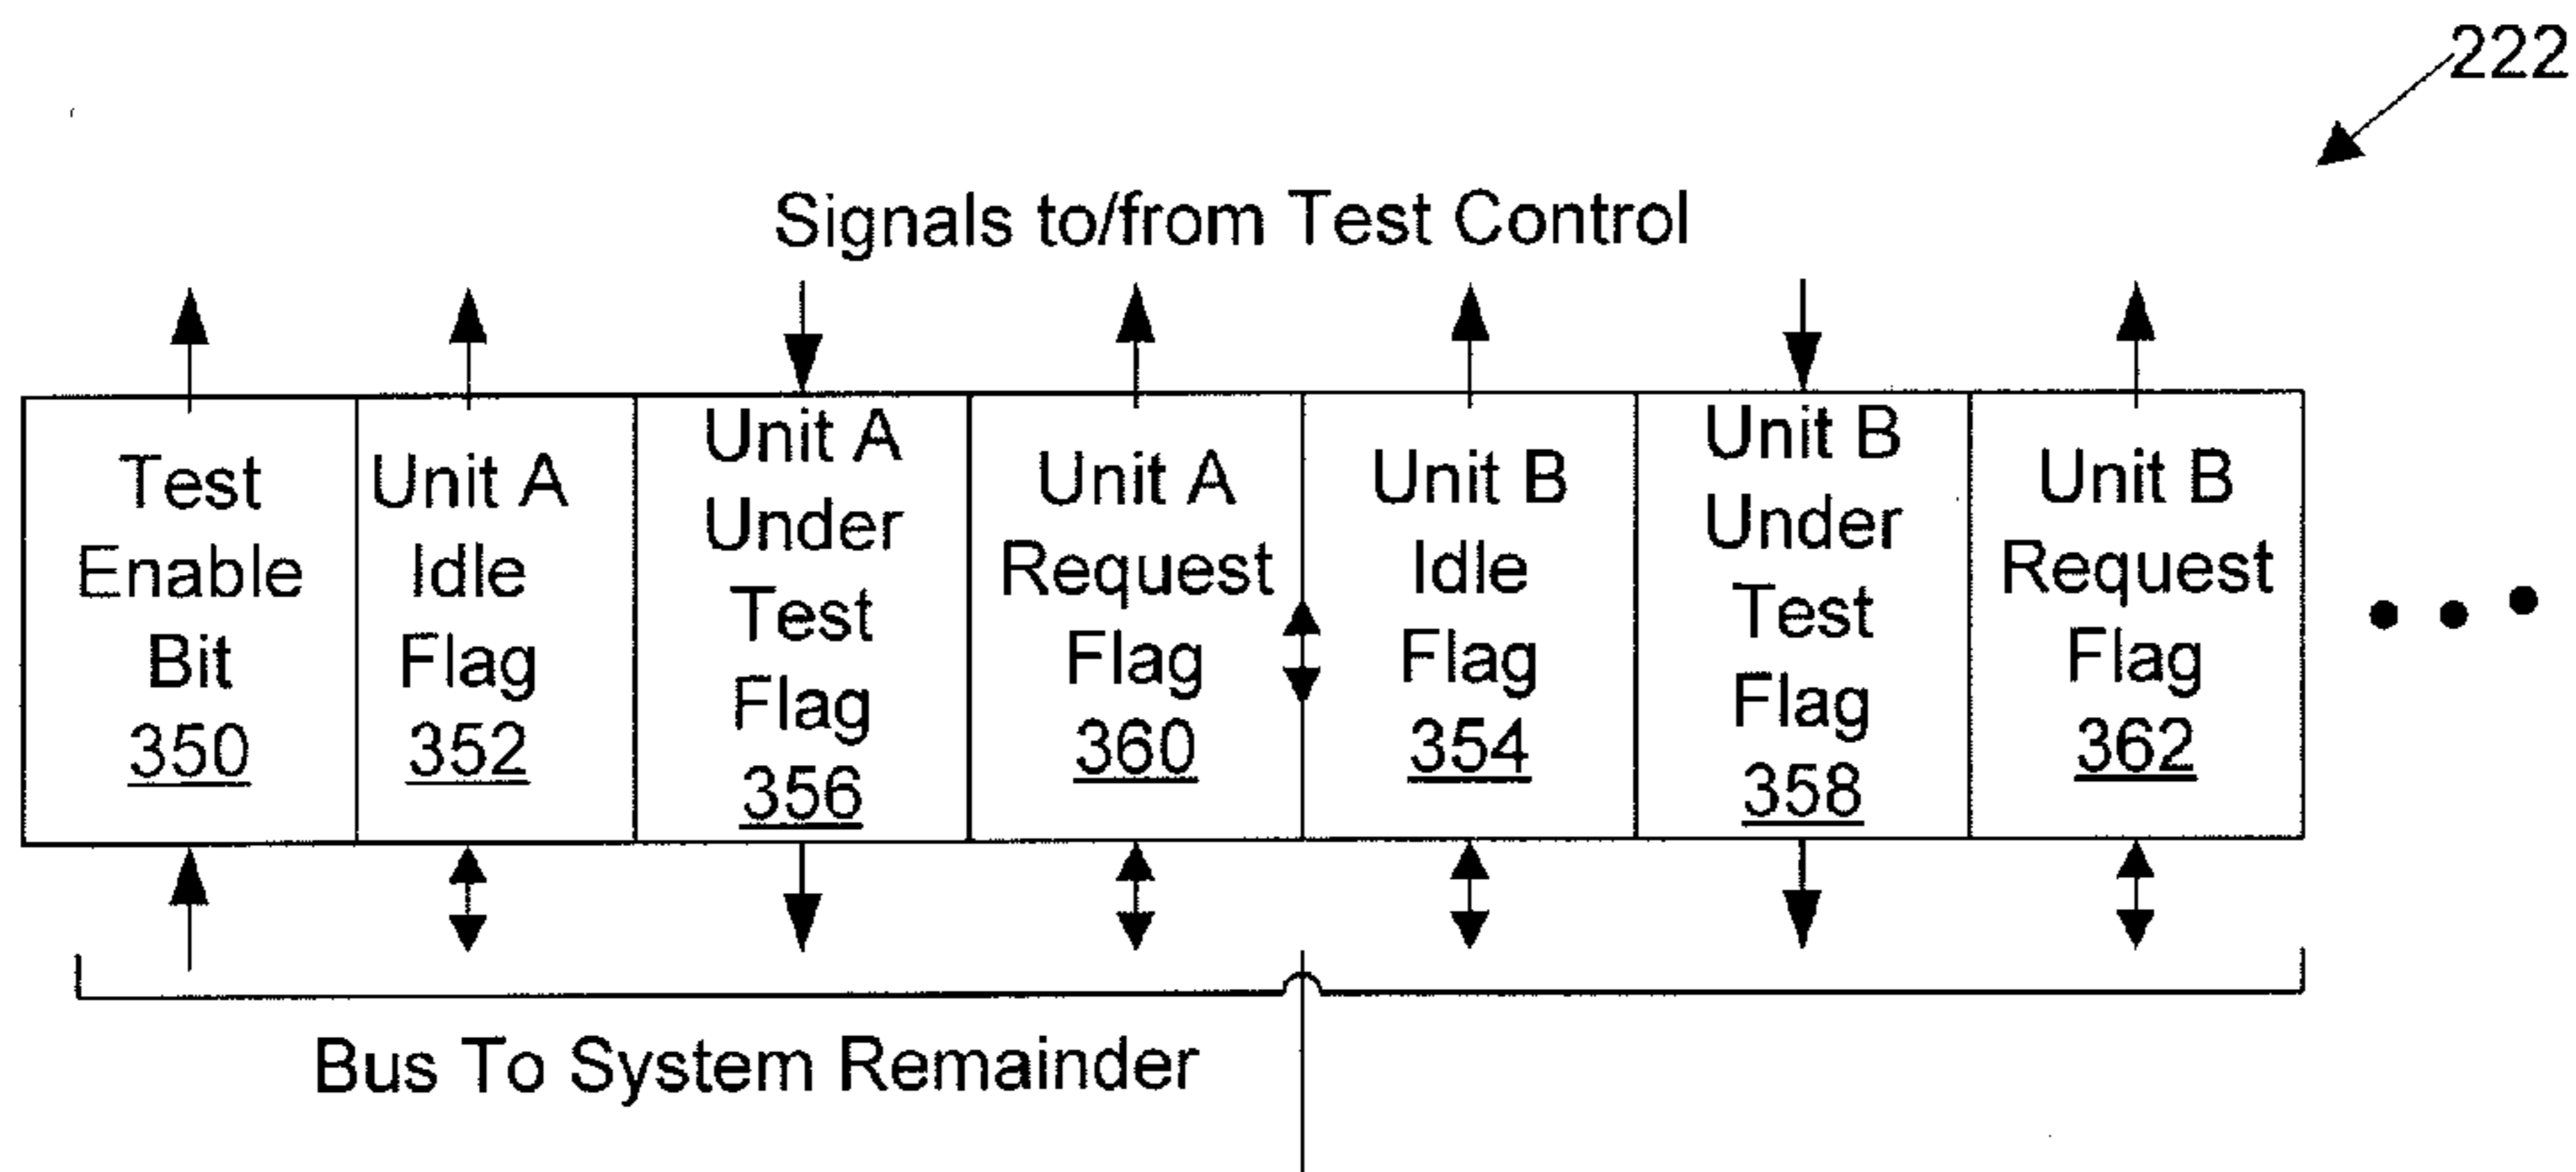 222
Signals to/from Test Control
Test
Enable
Bit
350
Unit A
Idle
Flag
352
Unit A
Under
Test
Flag
356
Unit A
Request
Flag
360
Unit B
Idle
Flag
354
Unit B
Under
Test
Flag
358
Unit B
Request
Flag
362
Bus To System Remainder